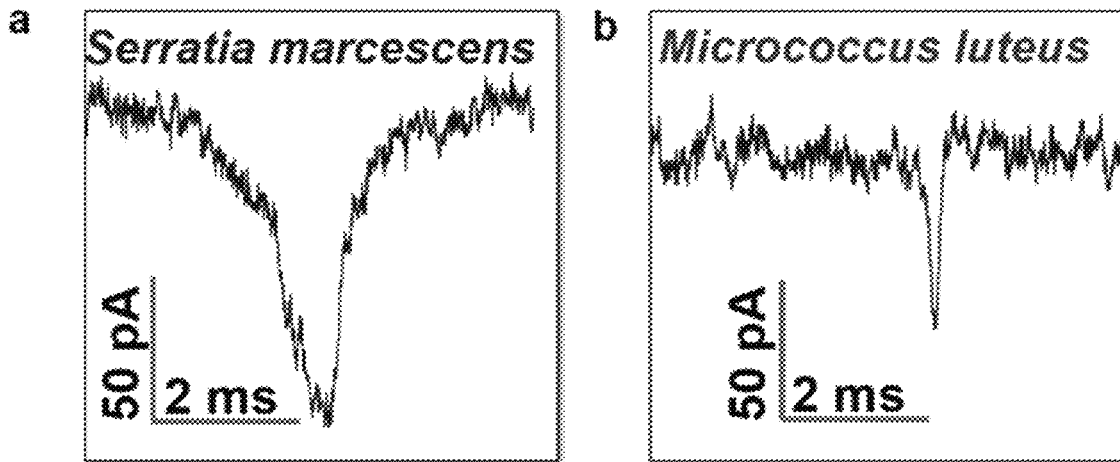 a
Serratia marcescens
50 pA
2 ms
b
Micrococcus luteus
50 pA
2 ms